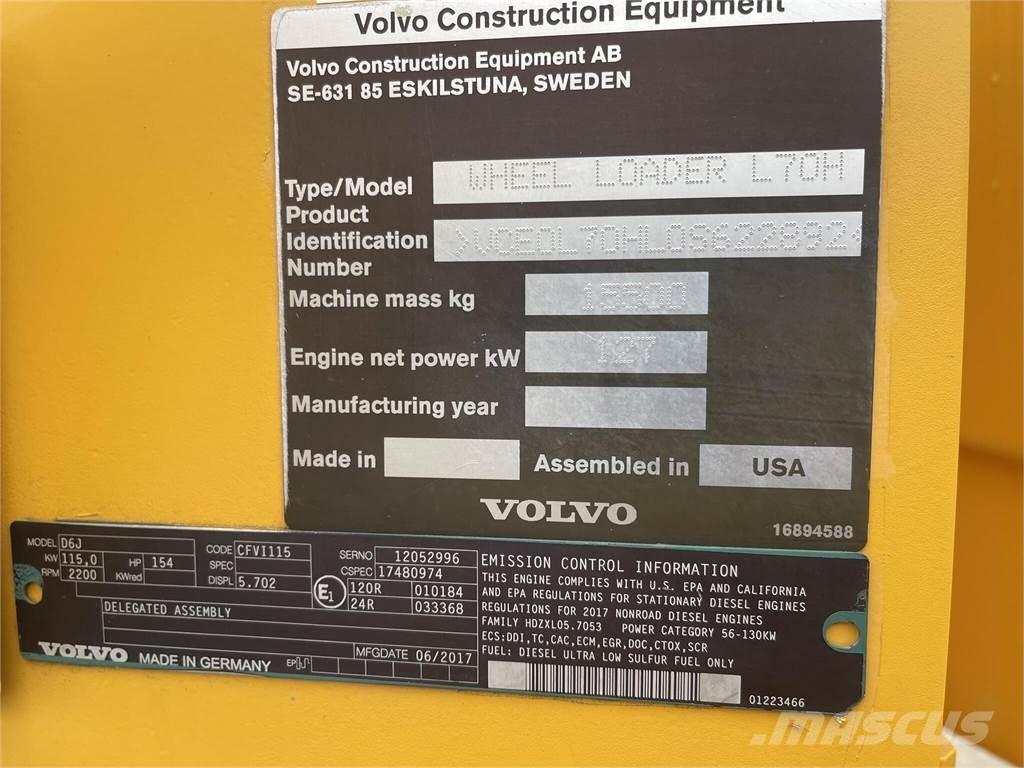 Volvo Construction Equipment
Volvo Construction Equipment AB
SE-631 85 ESKILSTUNA, SWEDEN
Type/Model WHEEL LOADER L70H
Product
Identification
Number
Machine mass kg
Engine net power kW 127
Manufacturing year
Made in Assembled in USA
VOLVO
16894588
MODEL D6J
KW 115,0 HP 154
RPM 2200 KWred
CODE CFVI115
SPEC
DISPL 5.702
SERNO 12052996
CSPEC 17480974
E1 120R 010184
24R 033368
DELEGATED ASSEMBLY
MFGDATE 06/2017
VOLVO MADE IN GERMANY EP
EMISSION CONTROL INFORMATION
THIS ENGINE COMPLIES WITH U.S. EPA AND CALIFORNIA
AND EPA REGULATIONS FOR STATIONARY DIESEL ENGINES
REGULATIONS FOR 2017 NONROAD DIESEL ENGINES
FAMILY HDZXL05.7053 POWER CATEGORY 56-130KW
ECS:DDI,TC,CAC,ECM,EGR,DOC,CTOX,SCR
FUEL: DIESEL ULTRA LOW SULFUR FUEL ONLY
01223466
MASCUS